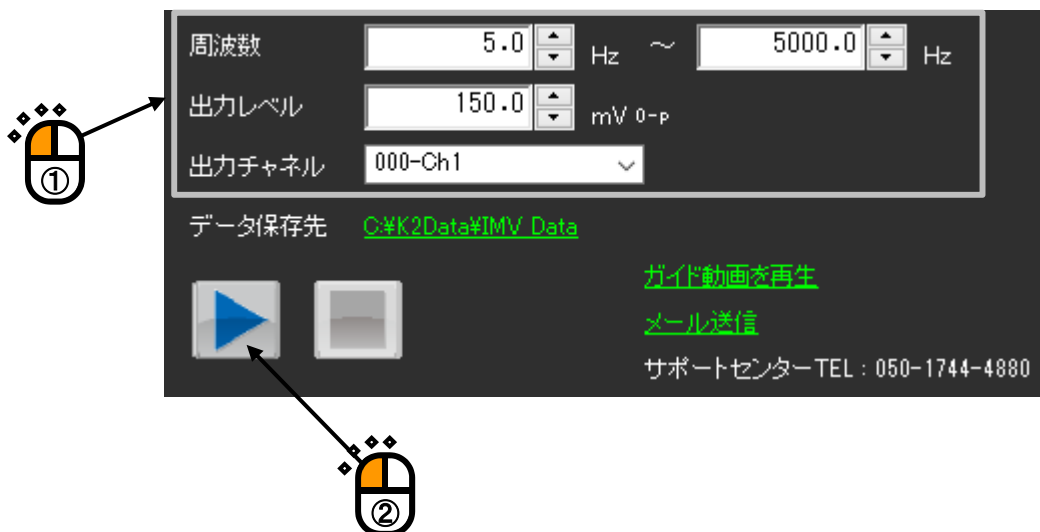 周波数 5.0 Hz ～ 5000.0 Hz
出力レベル 150.0 mV 0-P
出力チャネル 000-Ch1
①
データ保存先 C:¥K2Data¥IMV Data
ガイド動画を再生
メール送信
サポートセンターTEL：050-1744-4880
②